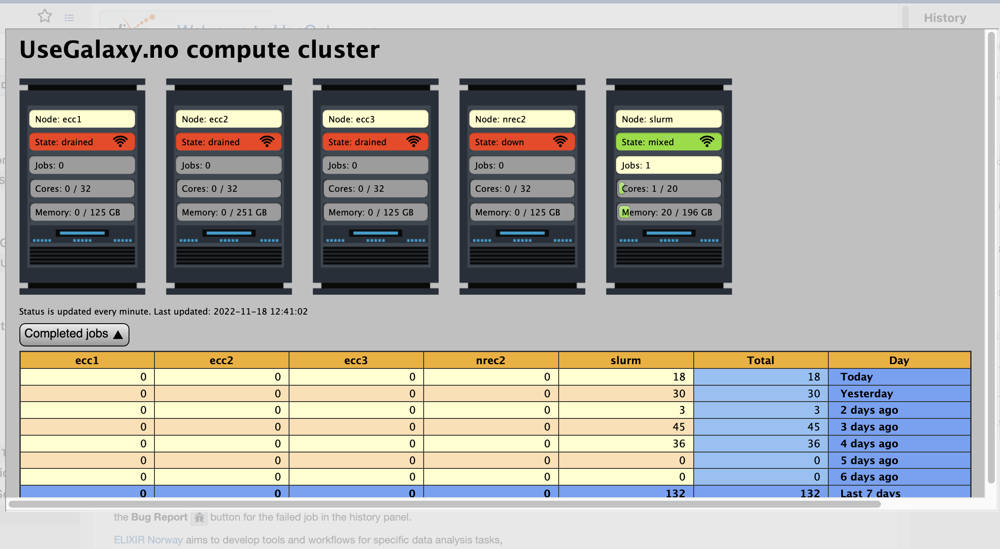 History
UseGalaxy.no compute cluster
Node: ecc1
State: drained
Jobs: 0
Cores: 0 / 32
Memory: 0 / 125 GB
Node: ecc2
State: drained
Jobs: 0
Cores: 0 / 32
Memory: 0 / 251 GB
Node: ecc3
State: drained
Jobs: 0
Cores: 0 / 32
Memory: 0 / 125 GB
Node: nrec2
State: down
Jobs: 0
Cores: 0 / 32
Memory: 0 / 125 GB
Node: slurm
State: mixed
Jobs: 1
Cores: 1 / 20
Memory: 20 / 196 GB
Status is updated every minute. Last updated: 2022-11-18 12:41:02
Completed jobs ▲
ecc1 ecc2 ecc3 nrec2 slurm Total Day
0 0 0 0 18 18 Today
0 0 0 0 30 30 Yesterday
0 0 0 0 3 3 2 days ago
0 0 0 0 45 45 3 days ago
0 0 0 0 36 36 4 days ago
0 0 0 0 0 0 5 days ago
0 0 0 0 0 0 6 days ago
0 0 0 0 132 132 Last 7 days
the Bug Report button for the failed job in the history panel.
ELIXIR Norway aims to develop tools and workflows for specific data analysis tasks,